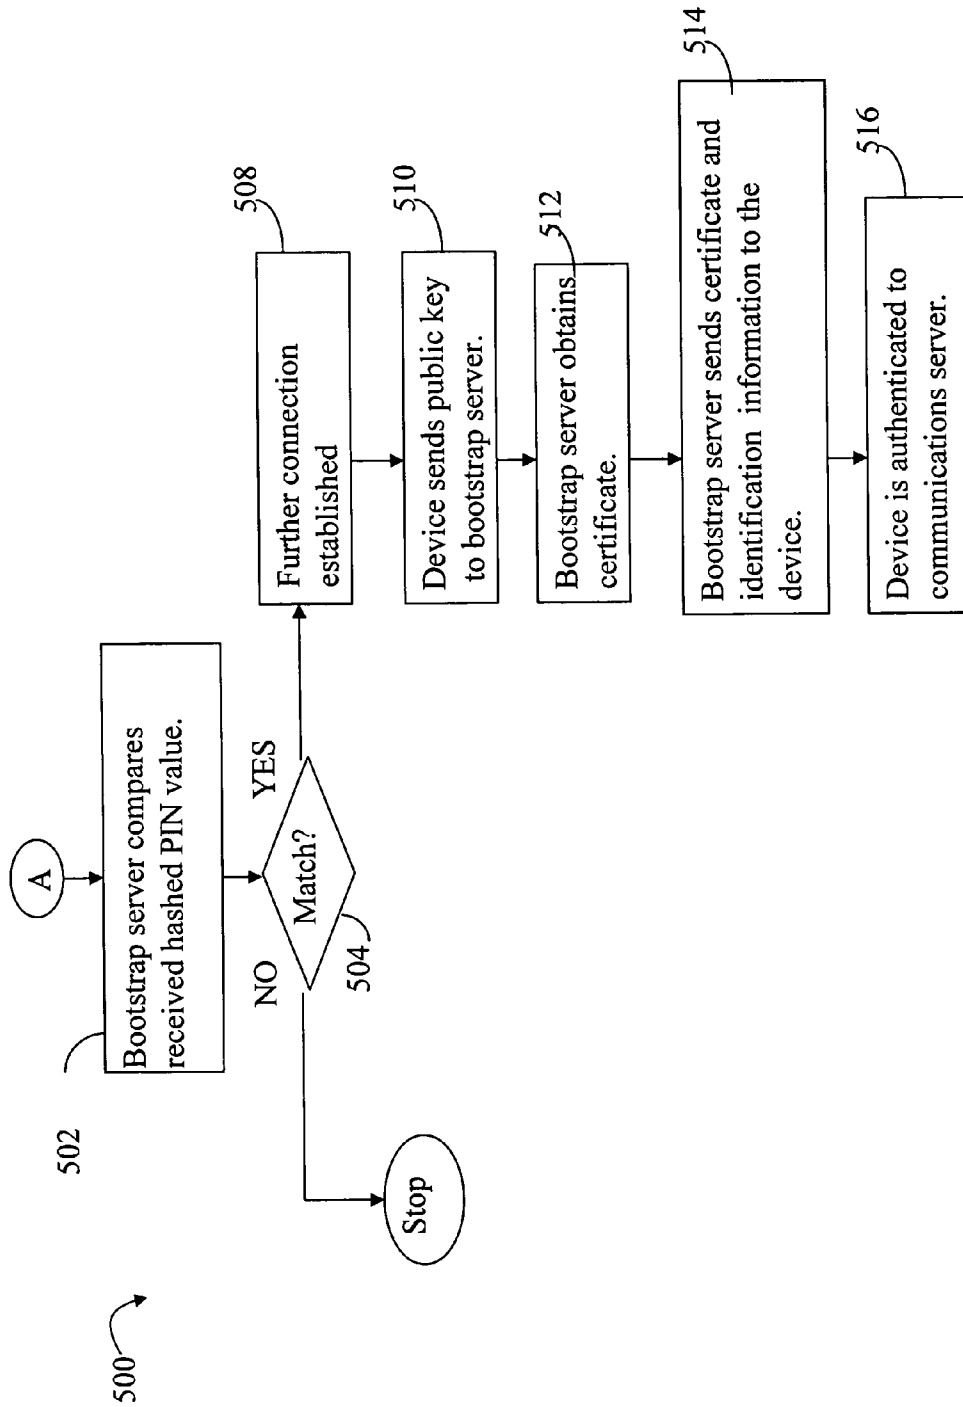 500
A
502
Bootstrap server compares
received hashed PIN value.
Match?
504
NO
YES
Stop
508
Further connection
established
510
Device sends public key
to bootstrap server.
512
Bootstrap server obtains
certificate.
514
Bootstrap server sends certificate and
identification information to the
device.
516
Device is authenticated to
communications server.